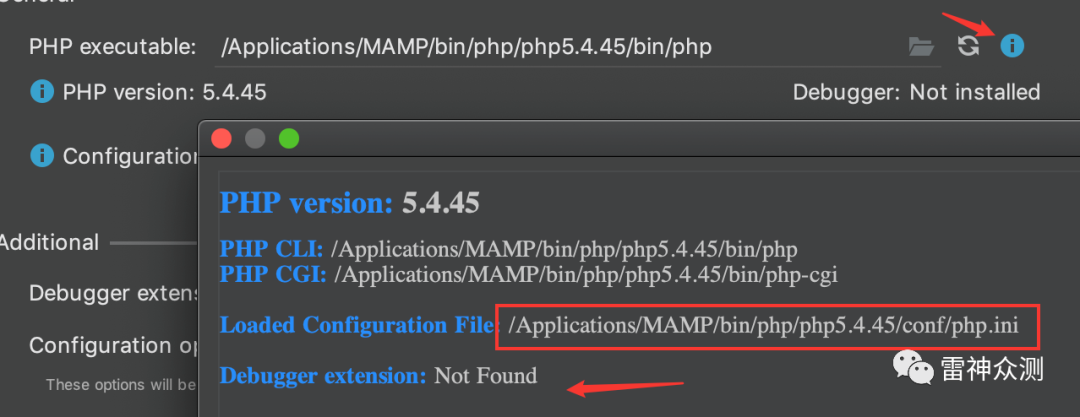 General
PHP executable: /Applications/MAMP/bin/php/php5.4.45/bin/php
PHP version: 5.4.45 Debugger: Not installed
Configuration
PHP version: 5.4.45
PHP CLI: /Applications/MAMP/bin/php/php5.4.45/bin/php
PHP CGI: /Applications/MAMP/bin/php/php5.4.45/bin/php-cgi
Additional
Debugger extens
Loaded Configuration File: /Applications/MAMP/bin/php/php5.4.45/conf/php.ini
Configuration op
Debugger extension: Not Found
These options will be
雷神众测